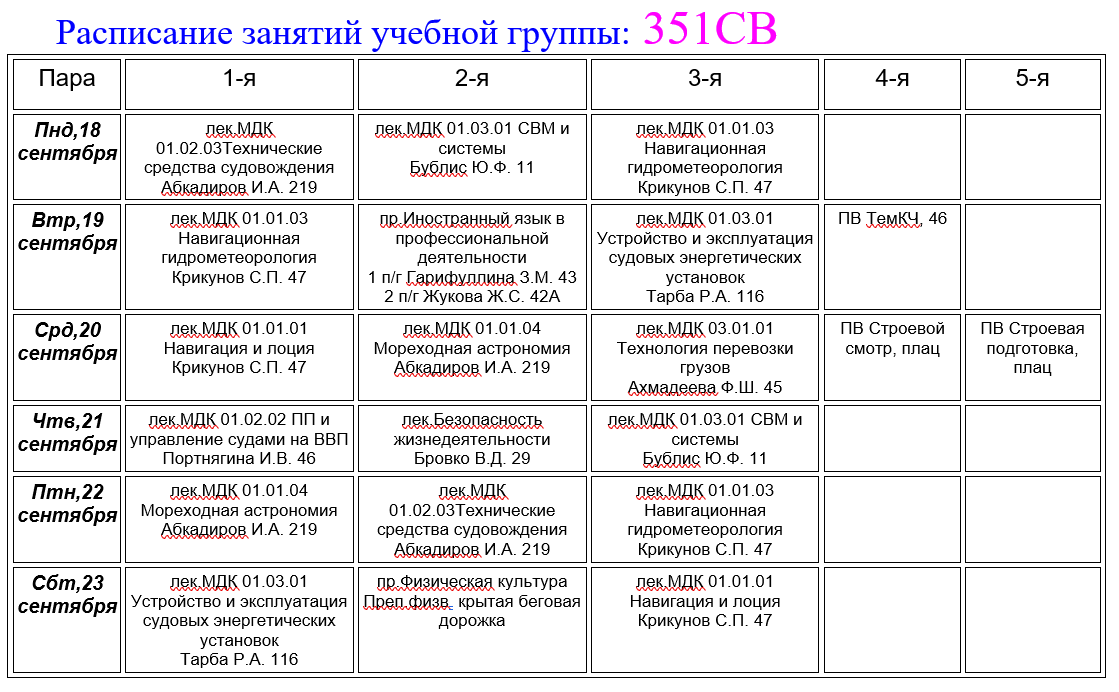 Расписание занятий учебной группы: 351СВ
Пара
1-я
2-я
3-я
4-я
5-я
Пнд,18
сентября
лек.МДК
01.02.03Технические
средства судовождения
Абкадиров И.А. 219
лек.МДК 01.03.01 СВМ и
системы
Бублис Ю.Ф. 11
лек.МДК 01.01.03
Навигационная
гидрометеорология
Крикунов С.П. 47
Втр,19
сентября
лек.МДК 01.01.03
Навигационная
гидрометеорология
Крикунов С.П. 47
пр.Иностранный язык в
профессиональной
деятельности
1 п/г Гарифуллина З.М. 43
2 п/г Жукова Ж.С. 42А
лек.МДК 01.03.01
Устройство и эксплуатация
судовых энергетических
установок
Тарба Р.А. 116
ПВ ТемКЧ, 46
Срд,20
сентября
лек.МДК 01.01.01
Навигация и лоция
Крикунов С.П. 47
лек.МДК 01.01.04
Мореходная астрономия
Абкадиров И.А. 219
лек.МДК 03.01.01
Технология перевозки
грузов
Ахмадеева Ф.Ш. 45
ПВ Строевой
смотр, плац
ПВ Строевая
подготовка,
плац
Чтв,21
сентября
лек.МДК 01.02.02 ПП и
управление судами на ВВП
Портнягина И.В. 46
лек.Безопасность
жизнедеятельности
Бровко В.Д. 29
лек.МДК 01.03.01 СВМ и
системы
Бублис Ю.Ф. 11
Птн,22
сентября
лек.МДК 01.01.04
Мореходная астрономия
Абкадиров И.А. 219
лек.МДК
01.02.03Технические
средства судовождения
Абкадиров И.А. 219
лек.МДК 01.01.03
Навигационная
гидрометеорология
Крикунов С.П. 47
Сбт,23
сентября
лек.МДК 01.03.01
Устройство и эксплуатация
судовых энергетических
установок
Тарба Р.А. 116
пр.Физическая культура
Преп.физв_ крытая беговая
дорожка
лек.МДК 01.01.01
Навигация и лоция
Крикунов С.П. 47